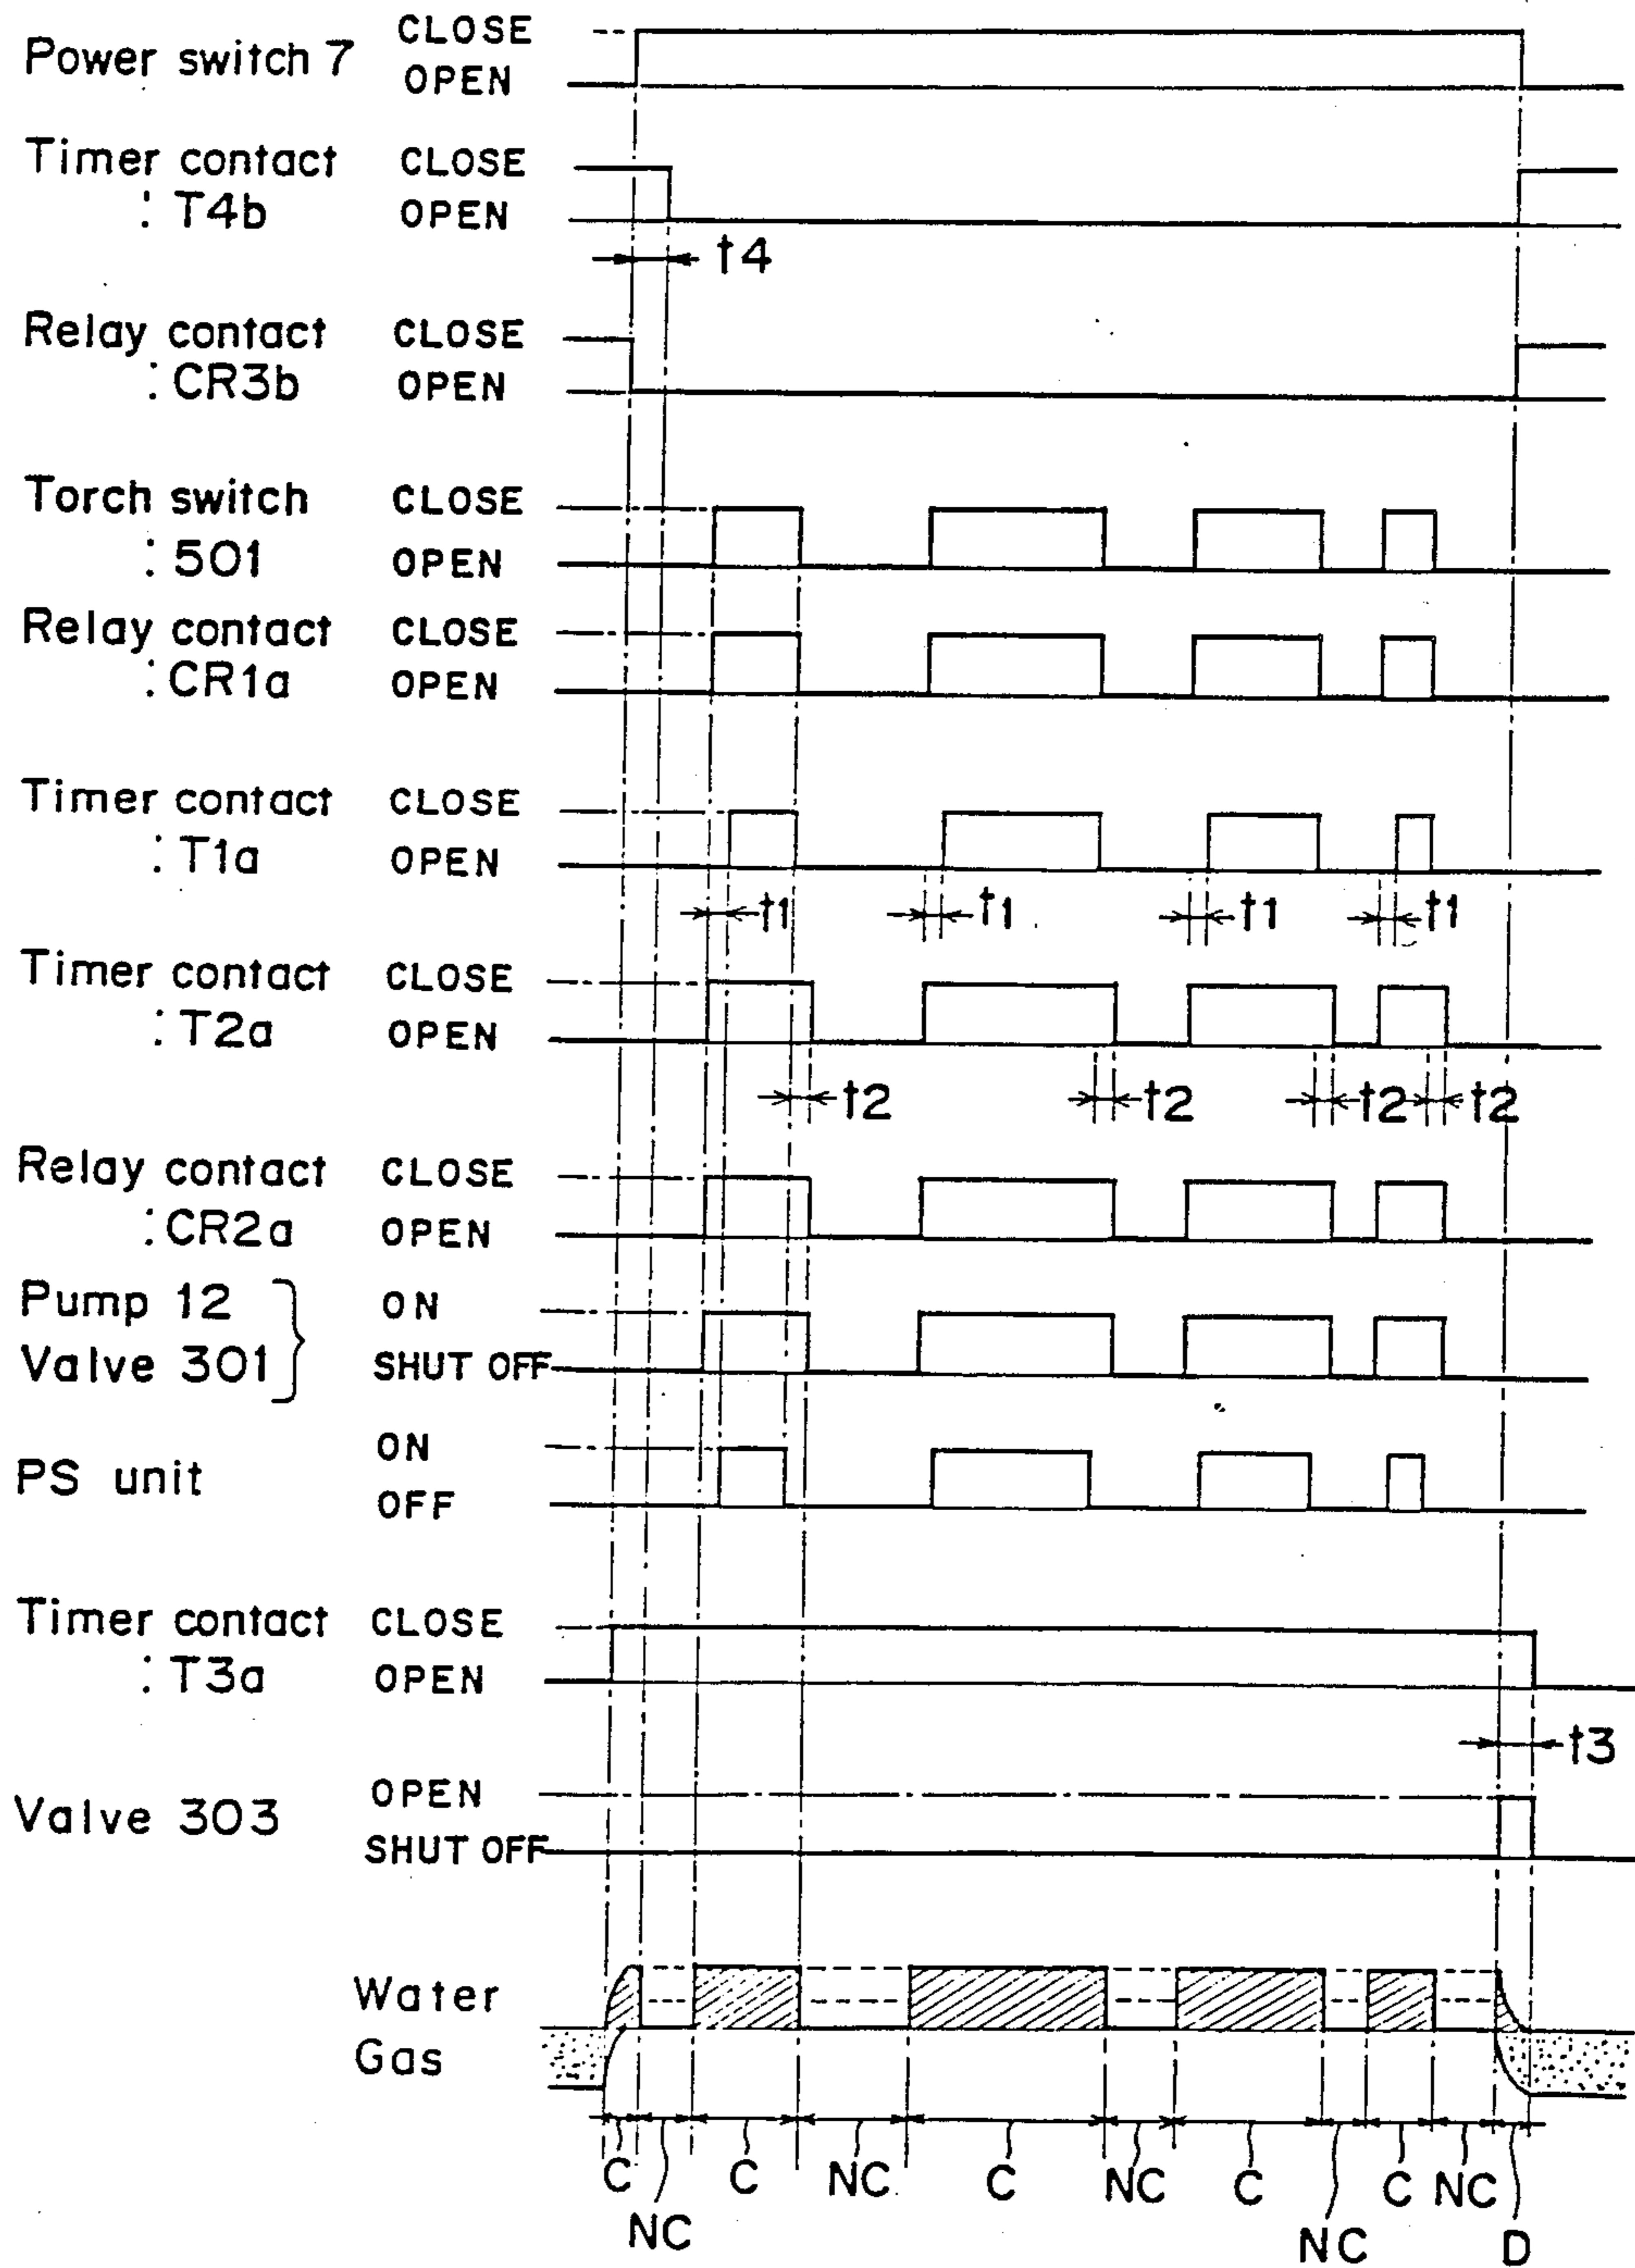 Power switch 7 CLOSE
OPEN
Timer contact CLOSE
: T4b OPEN
t4
Relay contact CLOSE
: CR3b OPEN
Torch switch CLOSE
: 501 OPEN
Relay contact CLOSE
: CR1a OPEN
Timer contact CLOSE
: T1a OPEN
t1 t1 t1 t1
Timer contact CLOSE
: T2a OPEN
t2 t2 t2 t2
Relay contact CLOSE
: CR2a OPEN
Pump 12 ON
Valve 301 SHUT OFF
PS unit ON
OFF
Timer contact CLOSE
: T3a OPEN
t3
Valve 303 OPEN
SHUT OFF
Water
Gas
C C NC C NC C C NC
NC NC D